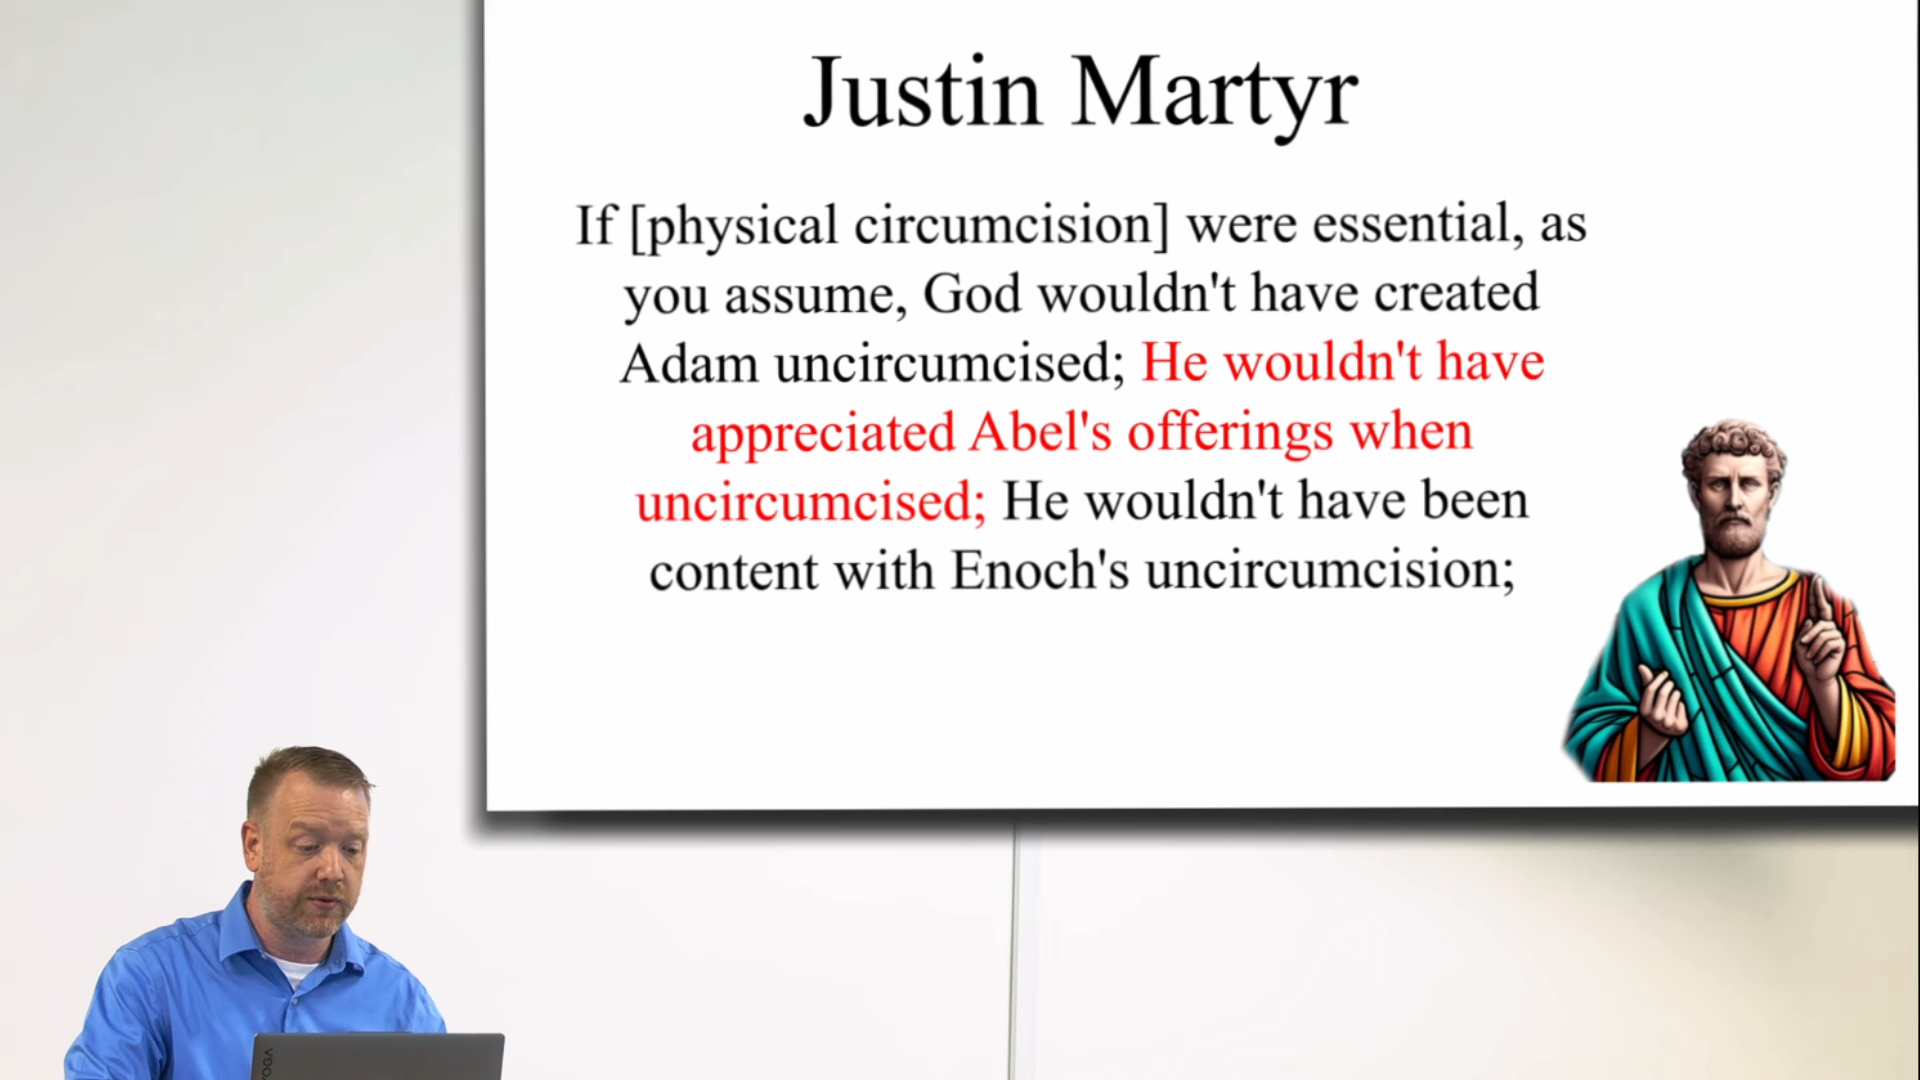 Justin Martyr
If [physical circumcision] were essential, as
you assume, God wouldn't have created
Adam uncircumcised; He wouldn't have
appreciated Abel's offerings when
uncircumcised; He wouldn't have been
content with Enoch's uncircumcision;
YOGA